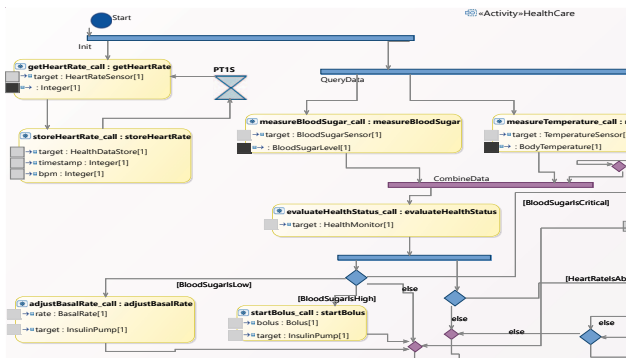 «Activity»HealthCare
Start
Init
getHeartRate_call : getHeartRate
target : HeartRateSensor[1]
: Integer[1]
PT1S
QueryData
storeHeartRate_call : storeHeartRate
target : HealthDataStore[1]
timestamp : Integer[1]
bpm : Integer[1]
measureBloodSugar_call : measureBloodSugar
target : BloodSugarSensor[1]
: BloodSugarLevel[1]
measureTemperature_call :
target : TemperatureSensor[
: BodyTemperature[1]
CombineData
evaluateHealthStatus_call : evaluateHealthStatus
target : HealthMonitor[1]
[BloodSugarIsCritical]
[BloodSugarIsLow]
[BloodSugarIsHigh]
else
[HeartRateIsAb
adjustBasalRate_call : adjustBasalRate
rate : BasalRate[1]
target : InsulinPump[1]
startBolus_call : startBolus
bolus : Bolus[1]
target : InsulinPump[1]
else
else
else